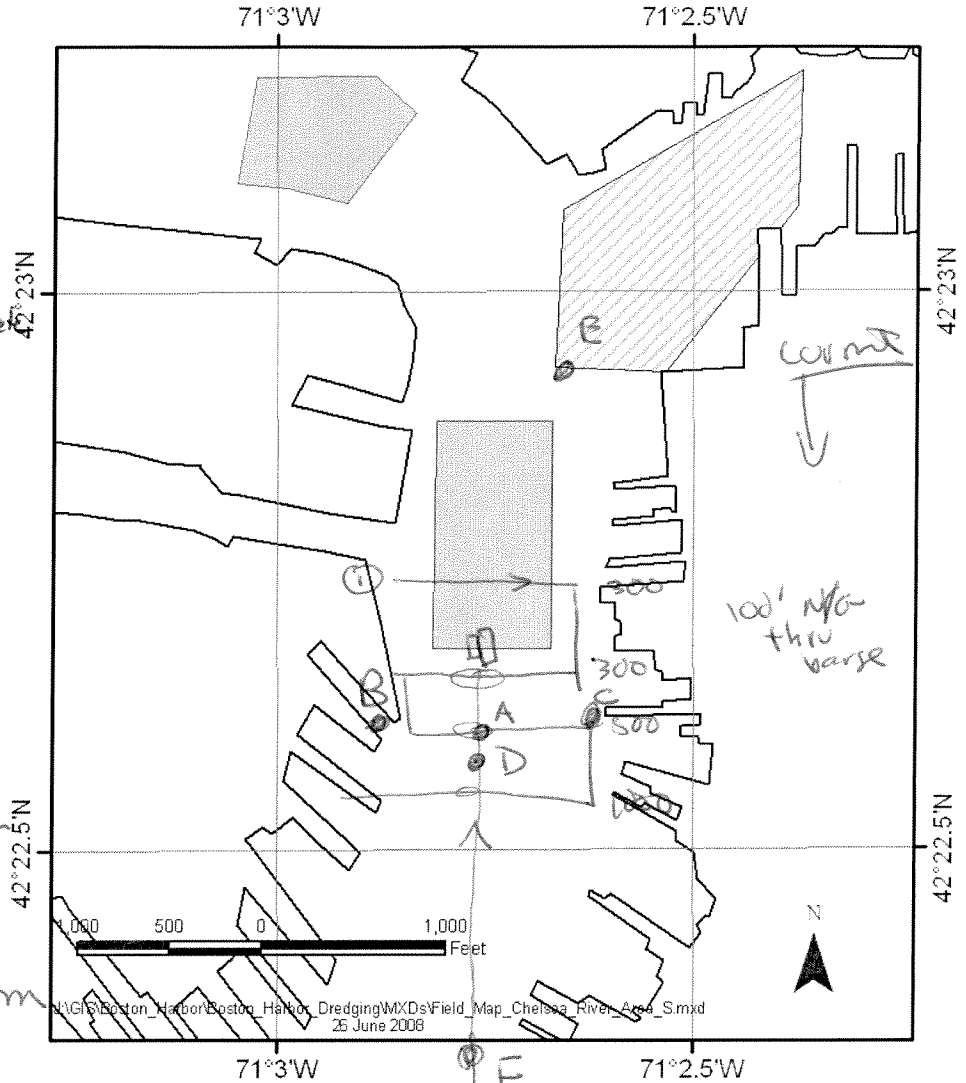 71°3'W
71°2.5'W
42°23'N
42°23'N
E
current
①
300
100' N/G
thru
barge
300
B
A
C
500
D
42°22.5'N
42°22.5'N
1,000 500 0 1,000
Feet
N
J:\GIS\Boston_Harbor\Boston_Harbor_Dredging\MXDs\Field_Map_Chelsea_River_Area_S.mxd
26 June 2008
71°3'W
71°2.5'W
F